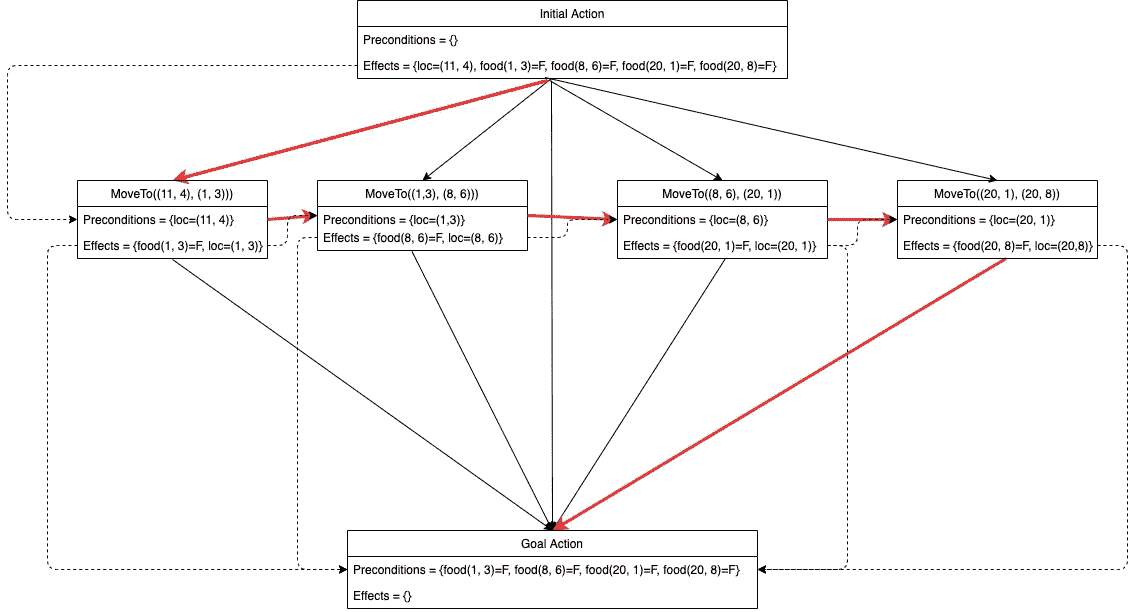 Initial Action
Preconditions = {}
Effects = {loc=(11, 4), food(1, 3)=F, food(8, 6)=F, food(20, 1)=F, food(20, 8)=F}
MoveTo((11, 4), (1, 3)))
Preconditions = {loc=(11, 4)}
Effects = {food(1, 3)=F, loc=(1, 3)}
MoveTo((1,3), (8, 6)))
Preconditions = {loc=(1,3)}
Effects = {food(8, 6)=F, loc=(8, 6)}
MoveTo((8, 6), (20, 1))
Preconditions = {loc=(8, 6)}
Effects = {food(20, 1)=F, loc=(20, 1)}
MoveTo((20, 1), (20, 8))
Preconditions = {loc=(20, 1)}
Effects = {food(20, 8)=F, loc=(20,8)}
Goal Action
Preconditions = {food(1, 3)=F, food(8, 6)=F, food(20, 1)=F, food(20, 8)=F}
Effects = {}